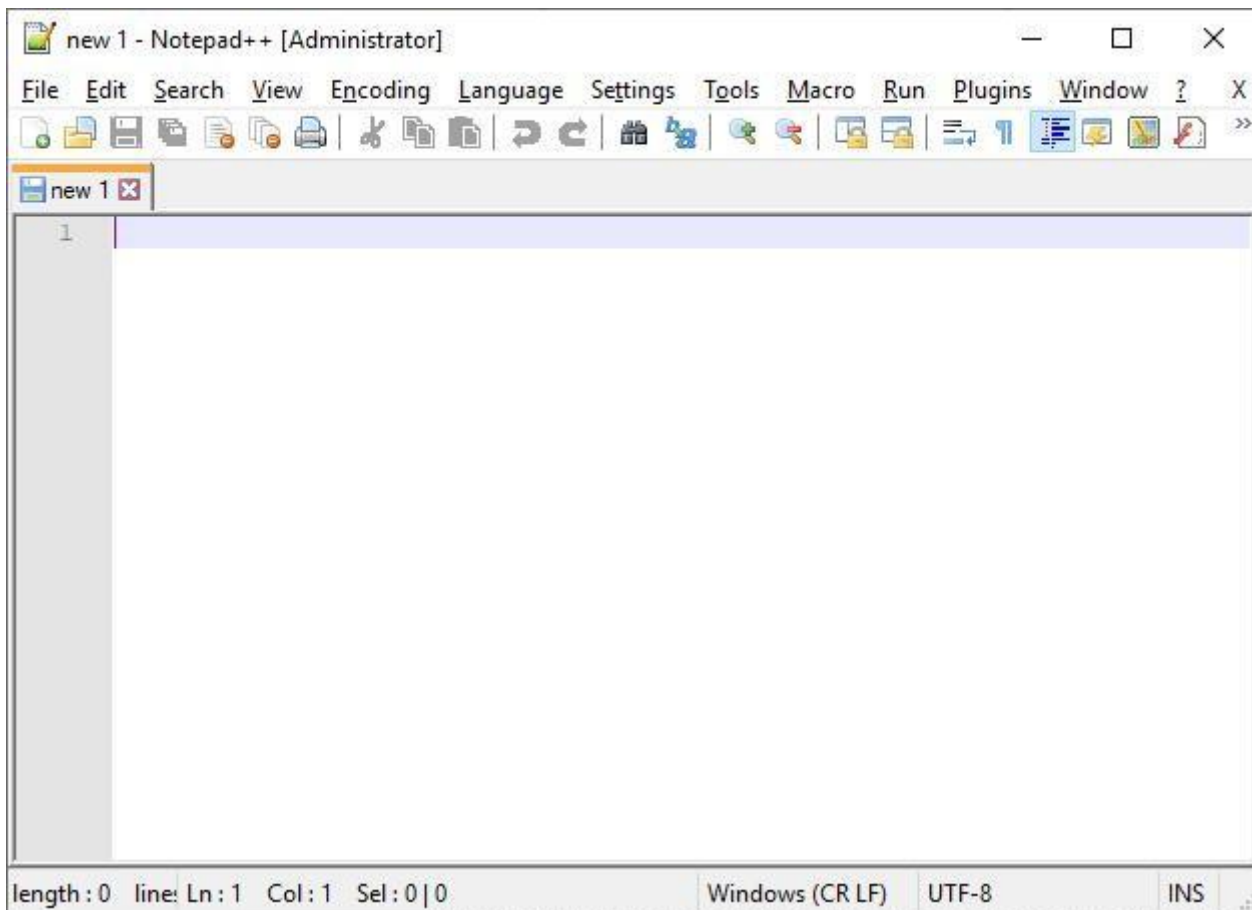 new 1 - Notepad++ [Administrator]
File Edit Search View Encoding Language Settings Tools Macro Run Plugins Window ? X
new 1
1
length : 0 line Ln : 1 Col : 1 Sel : 0 | 0 Windows (CR LF) UTF-8 INS